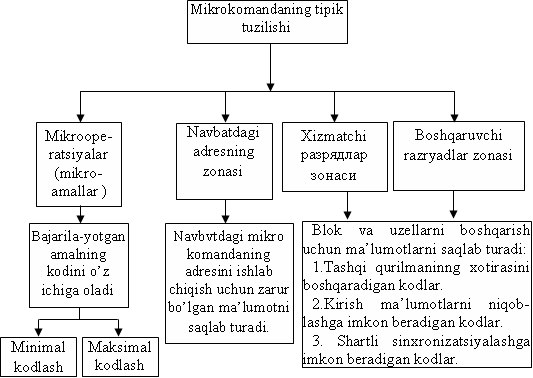 Mikrokomandaning tipik
tuzilishi
Mikroope-
ratsiyalar
(mikro-
amallar )
Navbatdagi
adresning
zonasi
Xizmatchi
разрядлар
зонаси
Boshqaruvchi
razryadlar zonasi
Bajarila-yotgan
amalning
kodini o’z
ichiga oladi
Navbvtdagi mikro
komandaning
adresini ishlab
chiqish uchun zarur
bo’lgan ma’lumotni
saqlab turadi.
Blok va uzellarni boshqarish
uchun ma’lumotlarni saqlab turadi:
1.Tashqi qurilmaninng xotirasini
boshqaradigan kodlar.
2.Kirish ma’lumotlarni niqob-
lashga imkon beradigan kodlar.
3. Shartli sinxronizatsiyalashga
imkon beradigan kodlar.
Minimal
kodlash
Maksimal
kodlash